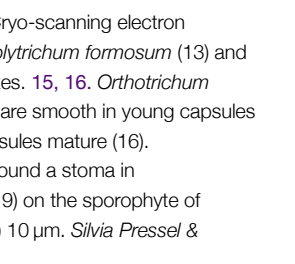 ryo-scanning electron
olytrichum formosum (13) and
es. 15, 16. Orthotrichum
are smooth in young capsules
sules mature (16).
ound a stoma in
9) on the sporophyte of
10 µm. Silvia Pressel &